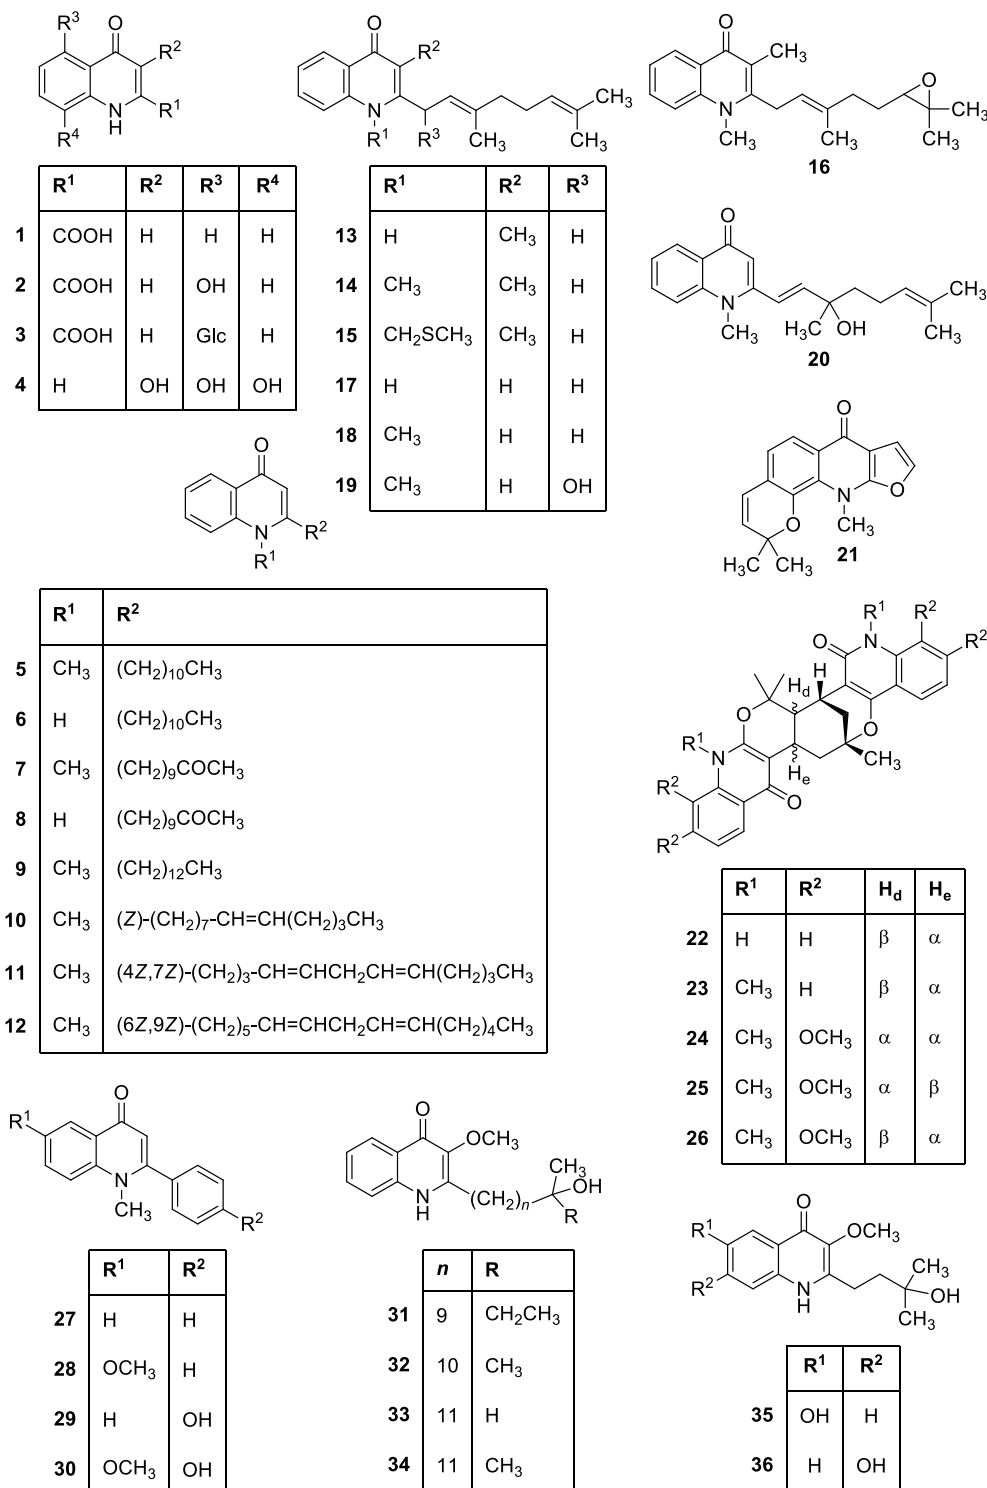 R³ O R² R¹ R⁴ N H
R¹ R² R³ R⁴
1 COOH H H H
2 COOH H OH H
3 COOH H Glc H
4 H OH OH OH
O R² N R¹ R³ CH₃ CH₃ CH₃
R¹ R² R³
13 H CH₃ H
14 CH₃ CH₃ H
15 CH₂SCH₃ CH₃ H
17 H H H
18 CH₃ H H
19 CH₃ H OH
O CH₃ N CH₃ CH₃ O CH₃ CH₃
16
O N CH₃ H₃C OH CH₃ CH₃
20
O N CH₃ O O H₃C CH₃
21
O N R¹ R²
R¹ R²
5 CH₃ (CH₂)₁₀CH₃
6 H (CH₂)₁₀CH₃
7 CH₃ (CH₂)₉COCH₃
8 H (CH₂)₉COCH₃
9 CH₃ (CH₂)₁₂CH₃
10 CH₃ (Z)-(CH₂)₇-CH=CH(CH₂)₃CH₃
11 CH₃ (4Z,7Z)-(CH₂)₃-CH=CHCH₂CH=CH(CH₂)₃CH₃
12 CH₃ (6Z,9Z)-(CH₂)₅-CH=CHCH₂CH=CH(CH₂)₄CH₃
R¹ R² R² O N H H_d O R¹ N O CH₃ H_e R² R² O
R¹ R² H_d H_e
22 H H β α
23 CH₃ H β α
24 CH₃ OCH₃ α α
25 CH₃ OCH₃ α β
26 CH₃ OCH₃ β α
R¹ O N CH₃ R²
R¹ R²
27 H H
28 OCH₃ H
29 H OH
30 OCH₃ OH
O OCH₃ N H (CH₂)n CH₃ OH R
n R
31 9 CH₂CH₃
32 10 CH₃
33 11 H
34 11 CH₃
R¹ O OCH₃ R² N H CH₃ OH CH₃
R¹ R²
35 OH H
36 H OH